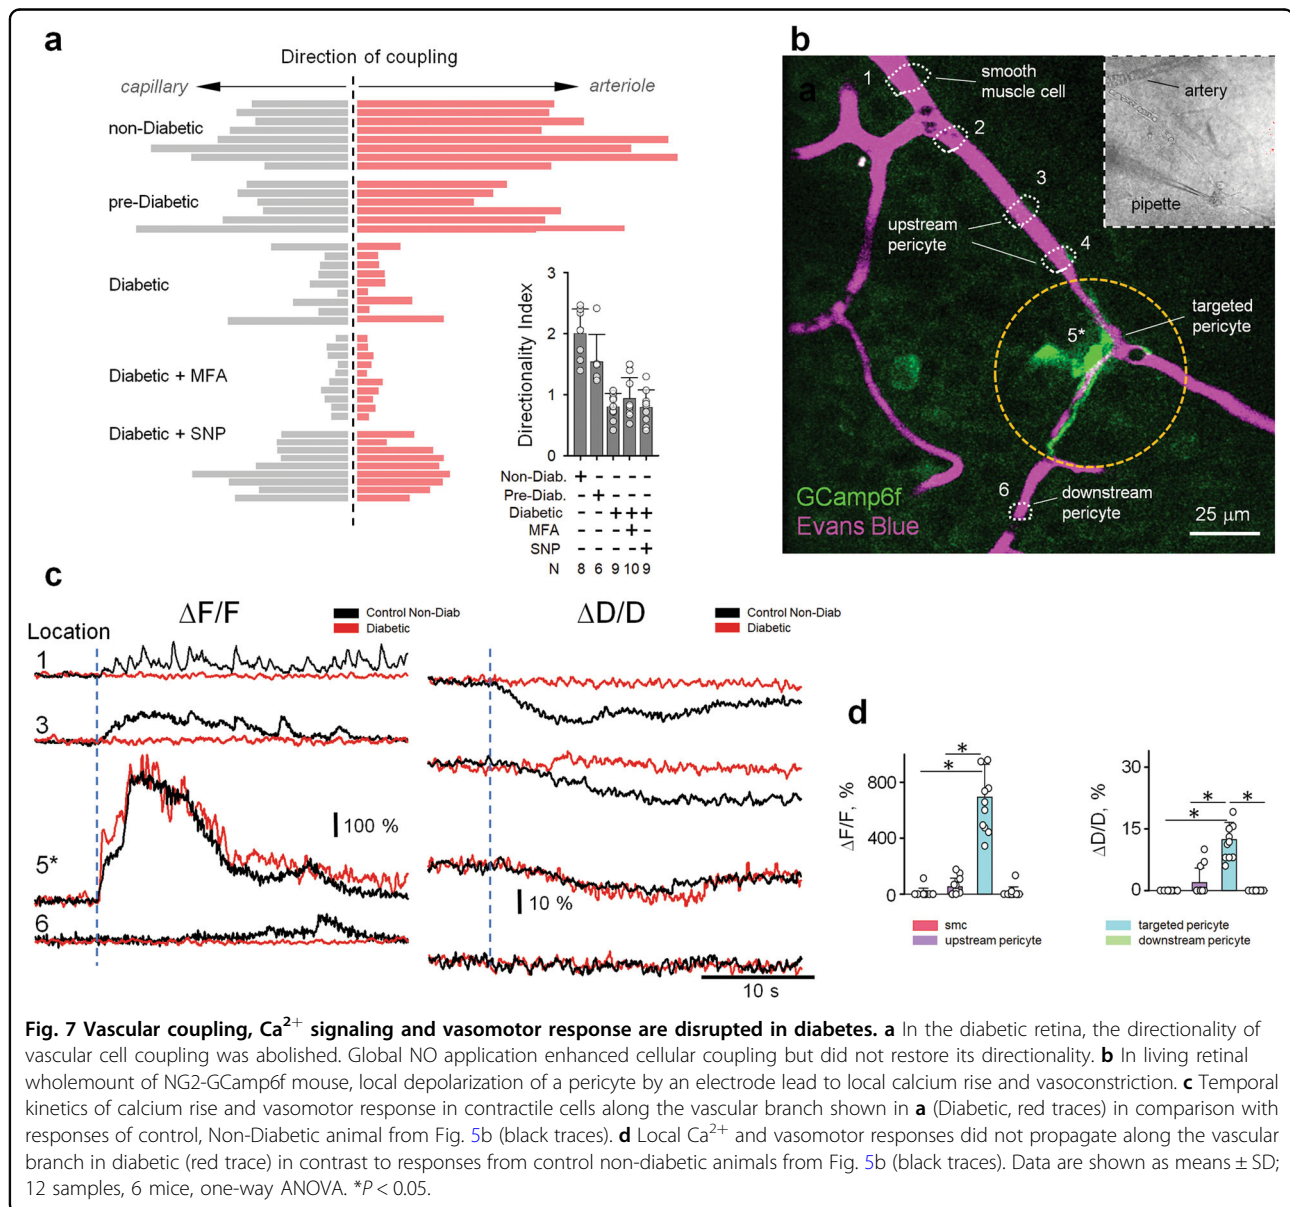 a
Direction of coupling
capillary
arteriole
non-Diabetic
pre-Diabetic
Diabetic
Diabetic + MFA
Diabetic + SNP
Directionality Index
3
2
1
0
Non-Diab. + - - - -
Pre-Diab. - + - - -
Diabetic - - + + +
MFA - - - + -
SNP - - - - +
N 8 6 9 10 9
b
a
1
smooth
muscle cell
artery
pipette
2
3
upstream
pericyte
4
targeted
pericyte
5*
6
downstream
pericyte
GCamp6f
Evans Blue
25 µm
c
ΔF/F
Control Non-Diab
Diabetic
ΔD/D
Control Non-Diab
Diabetic
Location
1
3
100 %
5*
10 %
6
10 s
d
ΔF/F, %
800
400
0
*
*
ΔD/D, %
30
15
0
*
*
*
smc
upstream pericyte
targeted pericyte
downstream pericyte
Fig. 7 Vascular coupling, Ca2+ signaling and vasomotor response are disrupted in diabetes. a In the diabetic retina, the directionality of
vascular cell coupling was abolished. Global NO application enhanced cellular coupling but did not restore its directionality. b In living retinal
wholemount of NG2-GCamp6f mouse, local depolarization of a pericyte by an electrode lead to local calcium rise and vasoconstriction. c Temporal
kinetics of calcium rise and vasomotor response in contractile cells along the vascular branch shown in a (Diabetic, red traces) in comparison with
responses of control, Non-Diabetic animal from Fig. 5b (black traces). d Local Ca2+ and vasomotor responses did not propagate along the vascular
branch in diabetic (red trace) in contrast to responses from control non-diabetic animals from Fig. 5b (black traces). Data are shown as means ± SD;
12 samples, 6 mice, one-way ANOVA. *P < 0.05.